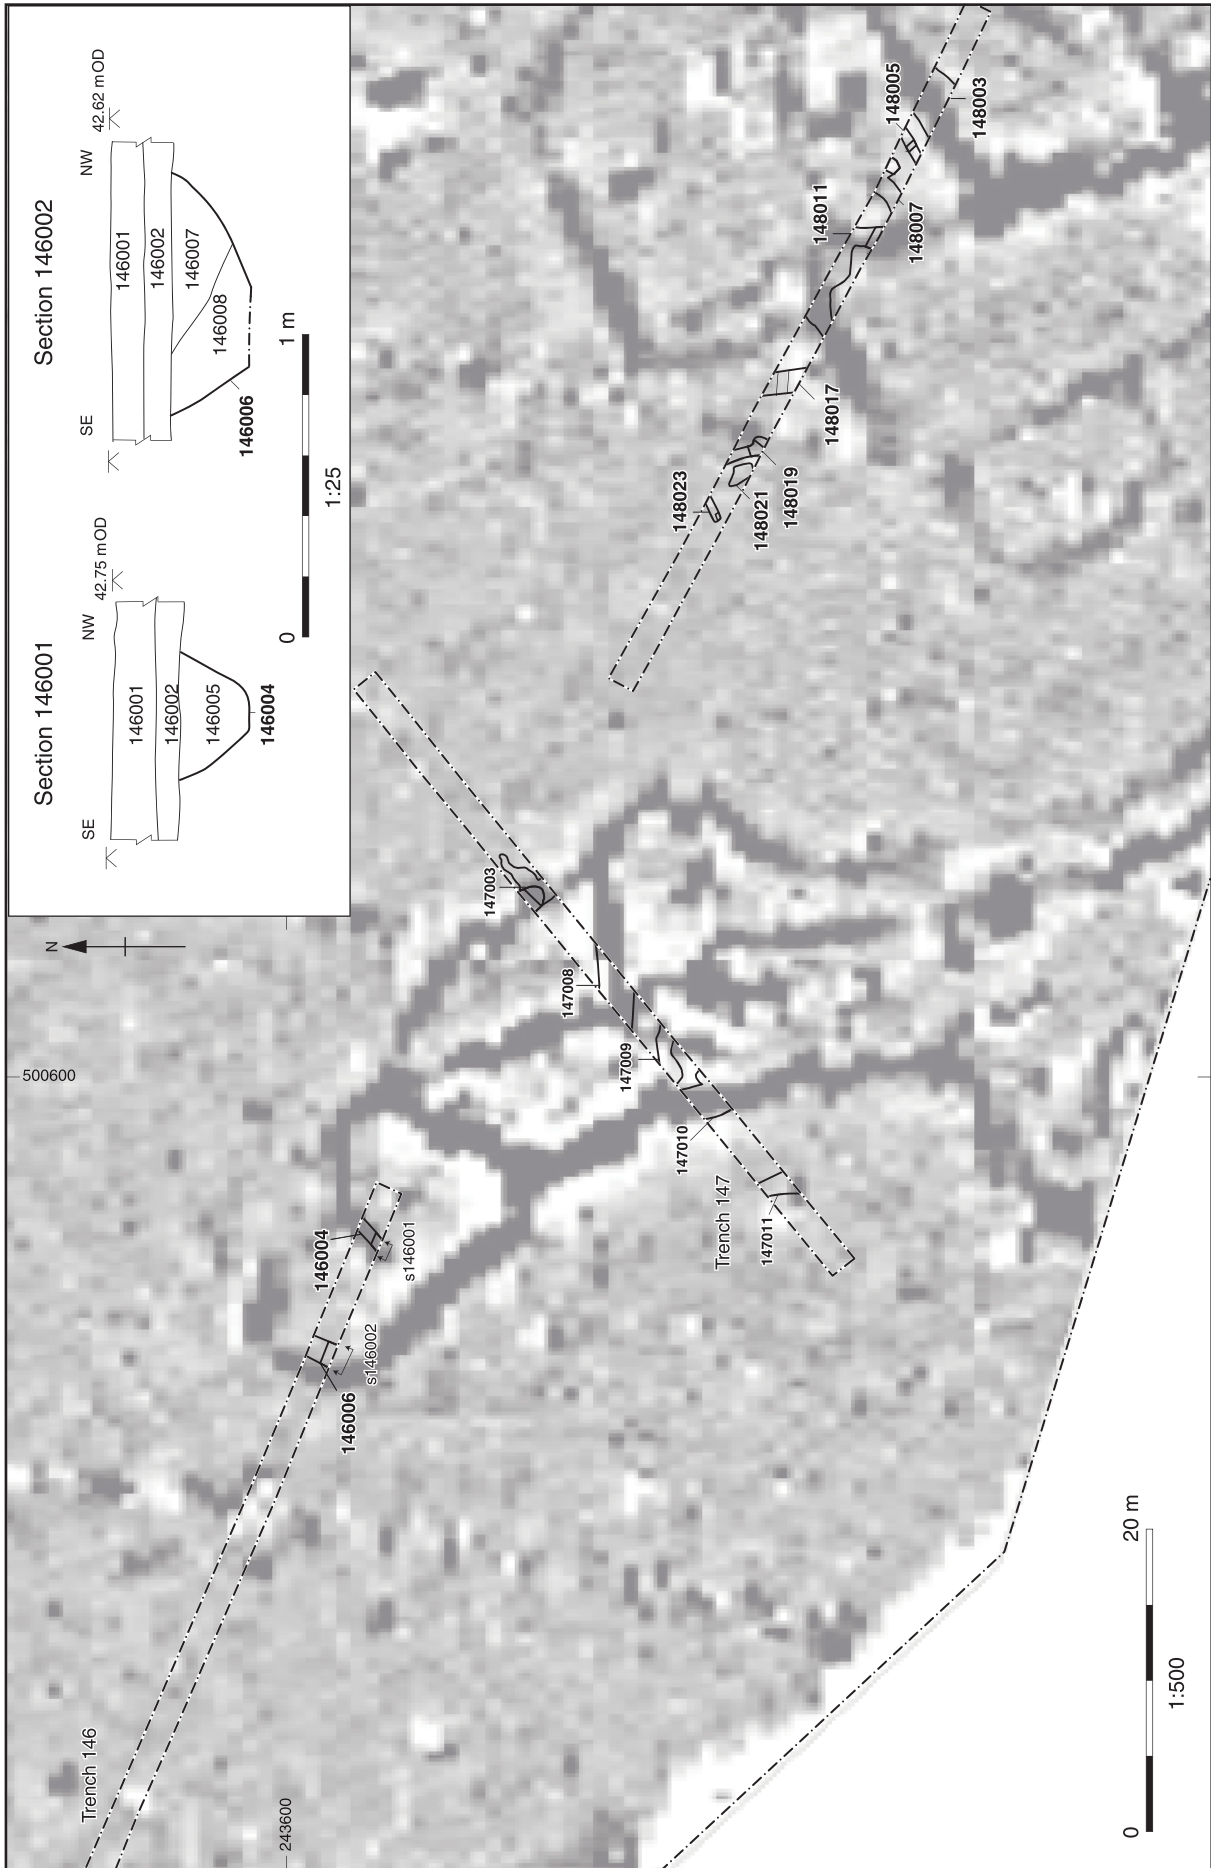 Section 146001
SE
NW
42.75 mOD
146001
146002
146005
146004
Section 146002
SE
NW
42.62 mOD
146001
146002
146007
146008
146006
0
1 m
1:25
N
500600
243600
Trench 146
146006
s146002
146004
s146001
Trench 147
147011
147010
147009
147008
147003
148023
148021
148019
148017
148011
148007
148005
148003
0
20 m
1:500